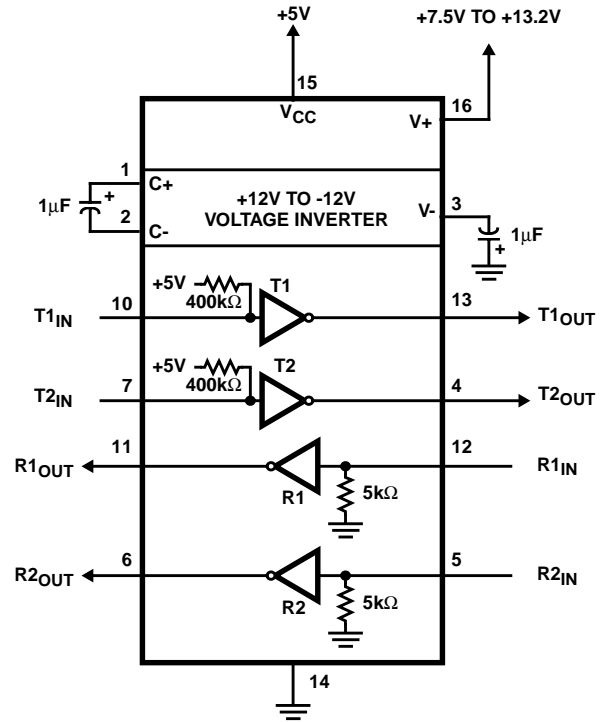 +5V
+7.5V TO +13.2V
15
16
VCC
V+
1
C+
+
1μF
2
C-
+12V TO -12V
VOLTAGE INVERTER
V-
3
1μF
+
+5V
400kΩ
T1
T1IN
10
13
T1OUT
+5V
400kΩ
T2
T2IN
7
4
T2OUT
R1OUT
11
R1
5kΩ
12
R1IN
R2OUT
6
R2
5kΩ
5
R2IN
14